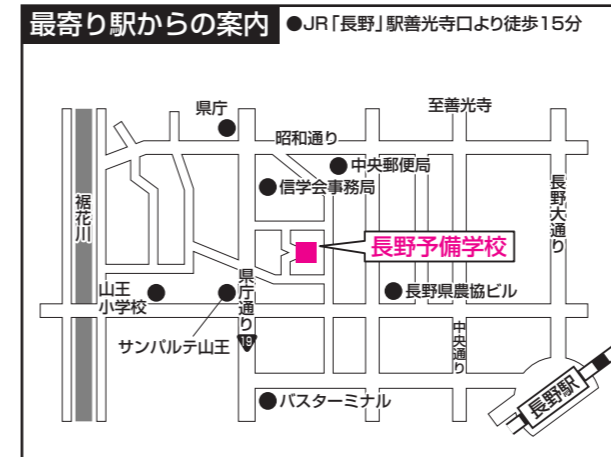 最寄り駅からの案内
●JR「長野」駅善光寺口より徒歩15分
県庁
至善光寺
昭和通り
中央郵便局
信学会事務局
裾花川
長野大通り
長野予備学校
山王
小学校
県庁通り
長野県農協ビル
サンパルテ山王
19
中央通り
長野駅
バスターミナル